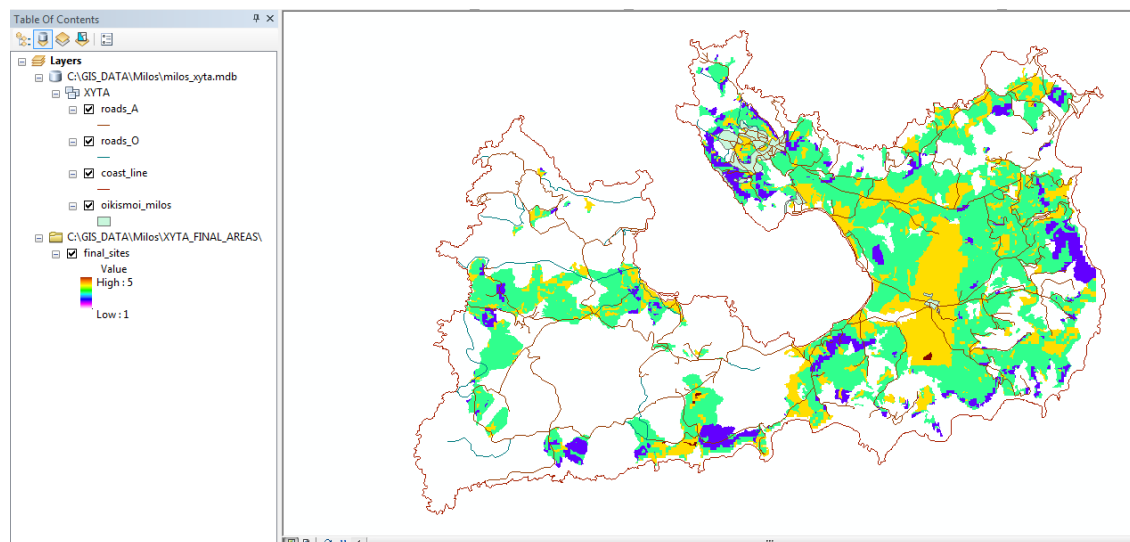 Table Of Contents
Layers
C:\GIS_DATA\Milos\milos_xyta.mdb
XYTA
roads_A
roads_O
coast_line
oikismoi_milos
C:\GIS_DATA\Milos\XYTA_FINAL_AREAS\
final_sites
Value
High : 5
Low : 1